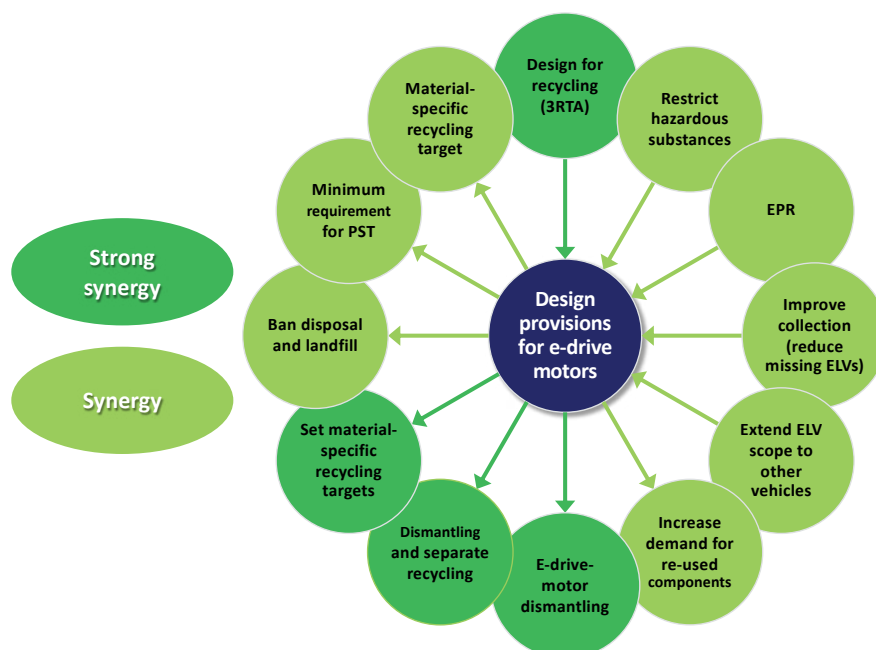 Design for
recycling
(3RTA)
Restrict
hazardous
substances
EPR
Improve
collection
(reduce
missing ELVs)
Extend ELV
scope to
other
vehicles
Increase
demand for
re-used
components
E-drive-
motor
dismantling
Dismantling
and separate
recycling
Set material-
specific
recycling
targets
Ban disposal
and landfill
Minimum
requirement
for PST
Material-
specific
recycling
target
Design
provisions
for e-drive
motors
Strong
synergy
Synergy